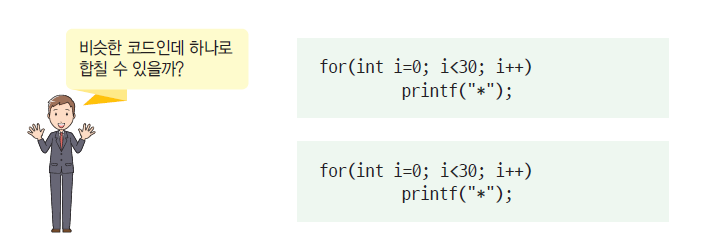 비슷한 코드인데 하나로
합칠 수 있을까?
for(int i=0; i<30; i++)
printf("*");
for(int i=0; i<30; i++)
printf("*");